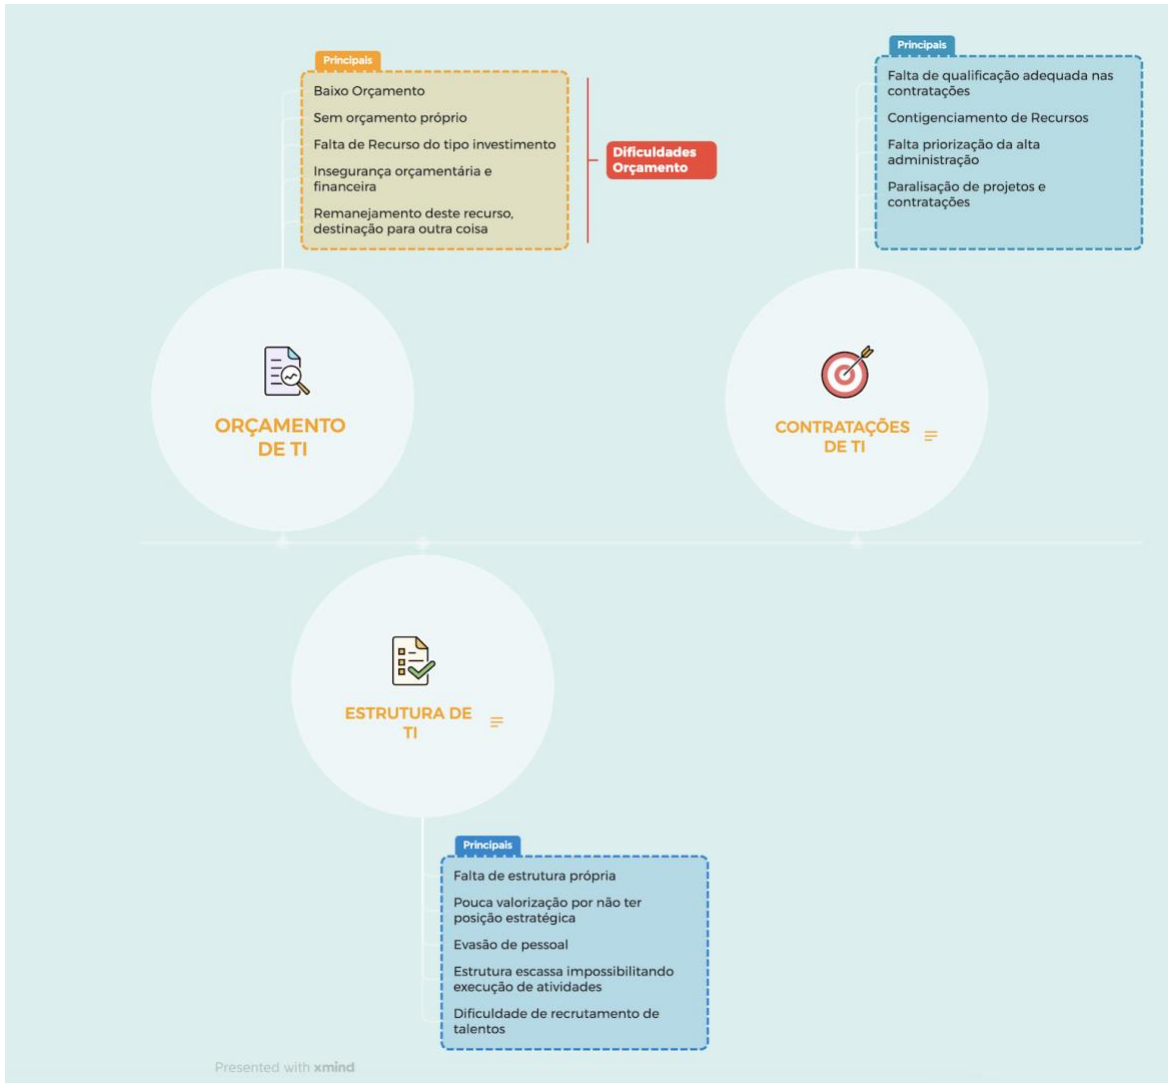 Principais
Baixo Orçamento
Sem orçamento próprio
Falta de Recurso do tipo investimento
Insegurança orçamentária e
financeira
Remanejamento deste recurso,
destinação para outra coisa
Dificuldades
Orçamento
Principais
Falta de qualificação adequada nas
contratações
Contigenciamento de Recursos
Falta priorização da alta
administração
Paralisação de projetos e
contratações
ORÇAMENTO
DE TI
CONTRATAÇÕES
DE TI
ESTRUTURA DE
TI
Principais
Falta de estrutura própria
Pouca valorização por não ter
posição estratégica
Evasão de pessoal
Estrutura escassa impossibilitando
execução de atividades
Dificuldade de recrutamento de
talentos
Presented with xmind